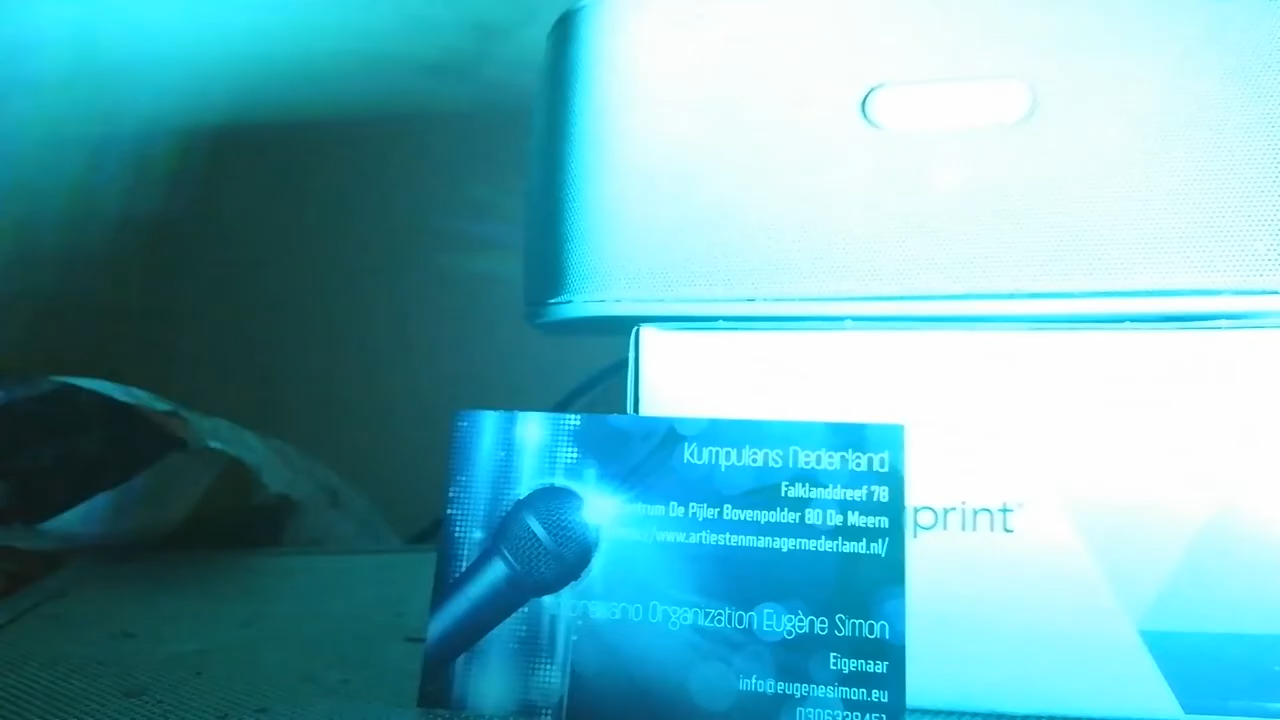 Kumpulans Nederland
Falklanddreef 78
De Pijler Bovenpolder 80 De Meern
/www.artiestenmanagernederland.nl/
Organization Eugène Simon
Eigenaar
info@eugenesimon.eu
print